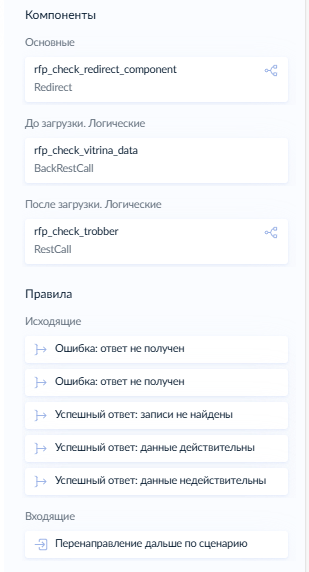 Компоненты
Основные
rfp_check_redirect_component
Redirect
До загрузки. Логические
rfp_check_vitrina_data
BackRestCall
После загрузки. Логические
rfp_check_trobber
RestCall
Правила
Исходящие
Ошибка: ответ не получен
Ошибка: ответ не получен
Успешный ответ: записи не найдены
Успешный ответ: данные действительны
Успешный ответ: данные недействительны
Входящие
Перенаправление дальше по сценарию